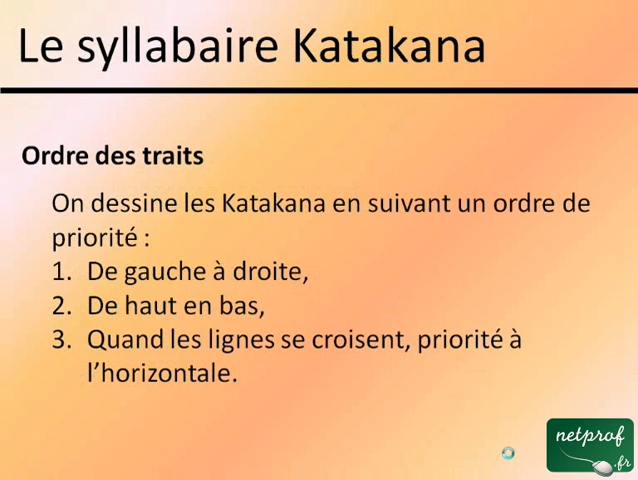 Le syllabaire Katakana
Ordre des traits
On dessine les Katakana en suivant un ordre de
priorité :
1. De gauche à droite,
2. De haut en bas,
3. Quand les lignes se croisent, priorité à
l’horizontale.
netprof
.fr